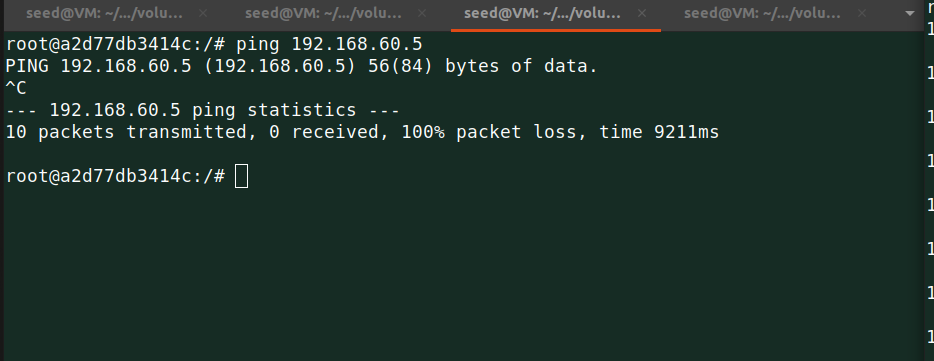 seed@VM: ~/.../volu... × seed@VM: ~/.../volu... × seed@VM: ~/.../volu... × seed@VM: ~/.../volu... ×
root@a2d77db3414c:/# ping 192.168.60.5
PING 192.168.60.5 (192.168.60.5) 56(84) bytes of data.
^C
--- 192.168.60.5 ping statistics ---
10 packets transmitted, 0 received, 100% packet loss, time 9211ms
root@a2d77db3414c:/#